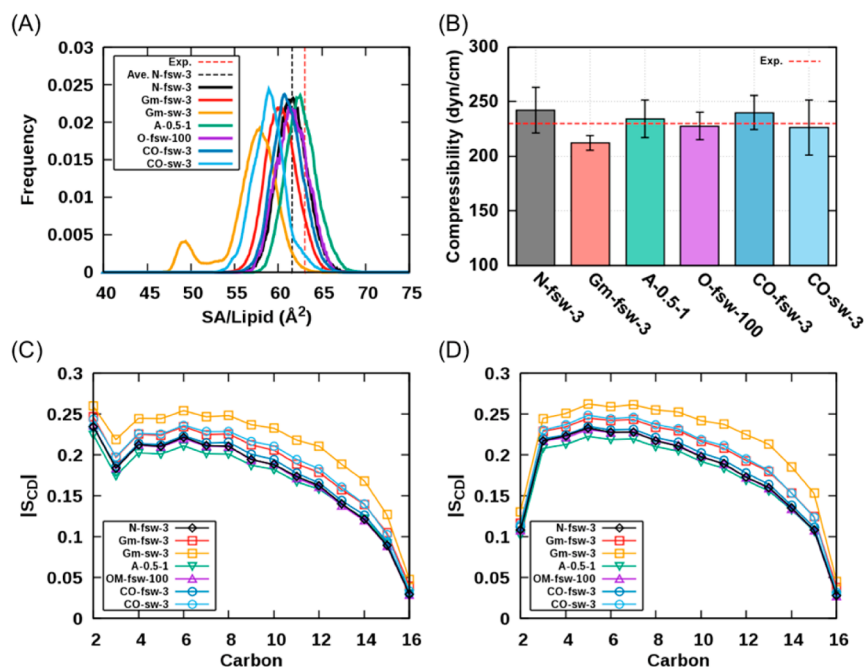 (A)
0.03
0.025
0.02
0.015
0.01
0.005
0
Frequency
Exp.
Ave. N-fsw-3
N-fsw-3
Gm-fsw-3
Gm-sw-3
A-0.5-1
O-fsw-100
CO-fsw-3
CO-sw-3
40 45 50 55 60 65 70 75
SA/Lipid (Å²)
(B)
300
250
200
150
100
Compressibility (dyn/cm)
Exp.
N-fsw-3
Gm-fsw-3
A-0.5-1
O-fsw-100
CO-fsw-3
CO-sw-3
(C)
0.3
0.25
0.2
0.15
0.1
0.05
0
|SCD|
N-fsw-3
Gm-fsw-3
Gm-sw-3
A-0.5-1
OM-fsw-100
CO-fsw-3
CO-sw-3
2 4 6 8 10 12 14 16
Carbon
(D)
0.3
0.25
0.2
0.15
0.1
0.05
0
|SCD|
N-fsw-3
Gm-fsw-3
Gm-sw-3
A-0.5-1
OM-fsw-100
CO-fsw-3
CO-sw-3
2 4 6 8 10 12 14 16
Carbon